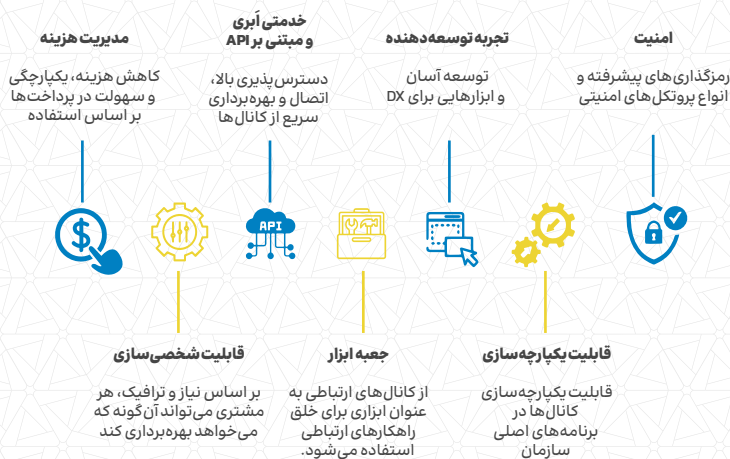 امنیت
رمزگذاری‌های پیشرفته و
انواع پروتکل‌های امنیتی
قابلیت یکپارچه‌سازی
قابلیت یکپارچه‌سازی
کانال‌ها در
برنامه‌های اصلی
سازمان
تجربه توسعه‌دهنده
توسعه آسان
و ابزارهایی برای DX
جعبه ابزار
از کانال‌های ارتباطی به
عنوان ابزاری برای خلق
راهکارهای ارتباطی
استفاده می‌شود.
خدمتی اَبری
و مبتنی بر API
دسترس‌پذیری بالا،
اتصال و بهره‌برداری
سریع از کانال‌ها
API
قابلیت شخصی‌سازی
بر اساس نیاز و ترافیک، هر
مشتری می‌تواند آن‌گونه که
می‌خواهد بهره‌برداری کند
مدیریت هزینه
کاهش هزینه، یکپارچگی
و سهولت در پرداخت‌ها
بر اساس استفاده
$